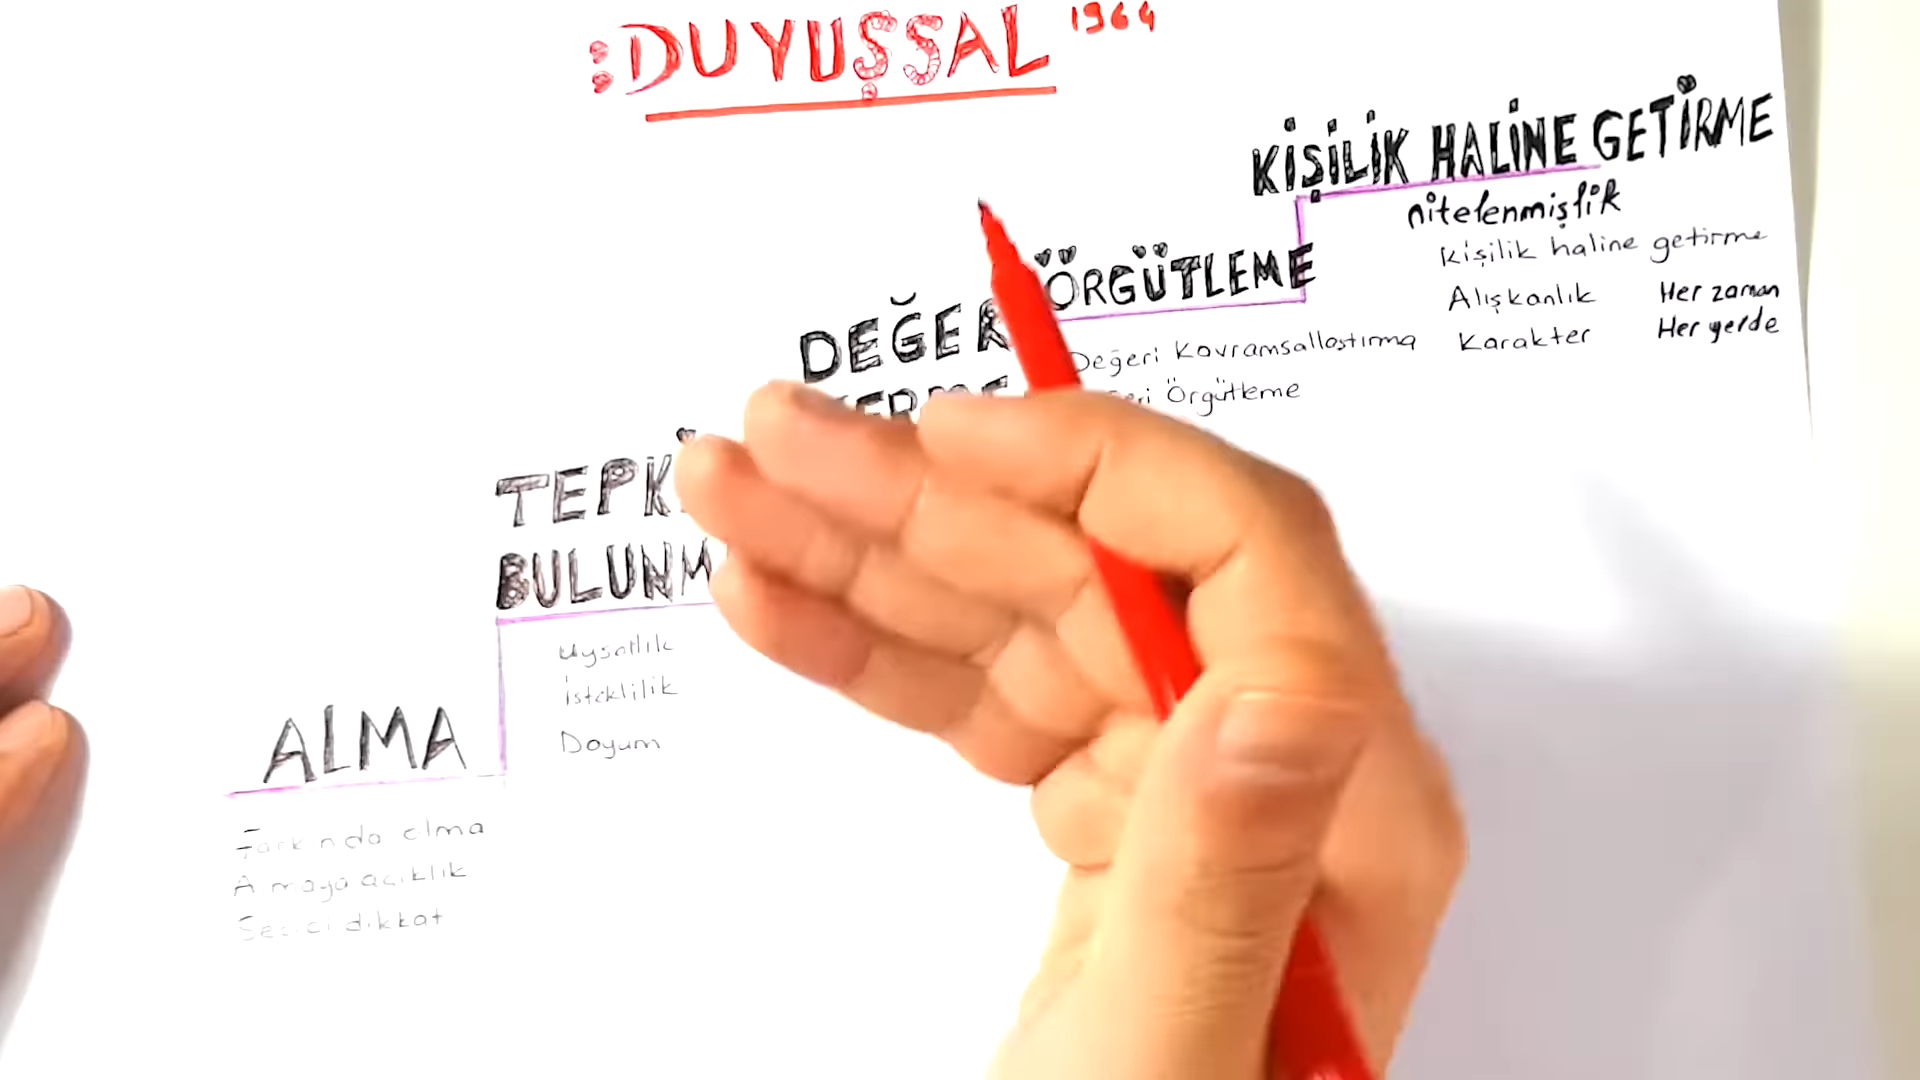 :DUYUŞSAL 1964
KİŞİLİK HALİNE GETİRME
nitelenmişlik
Kişilik haline getirme
Alışkanlık Her zaman
Karakter Her yerde
ÖRGÜTLEME
Değeri Kavramsallaştırma
Örgütleme
DEĞER
TEPKİ
BULUNM
Uysallık
İsteklilik
Doyum
ALMA
Farkında olma
Almaya açıklık
Seçici dikkat